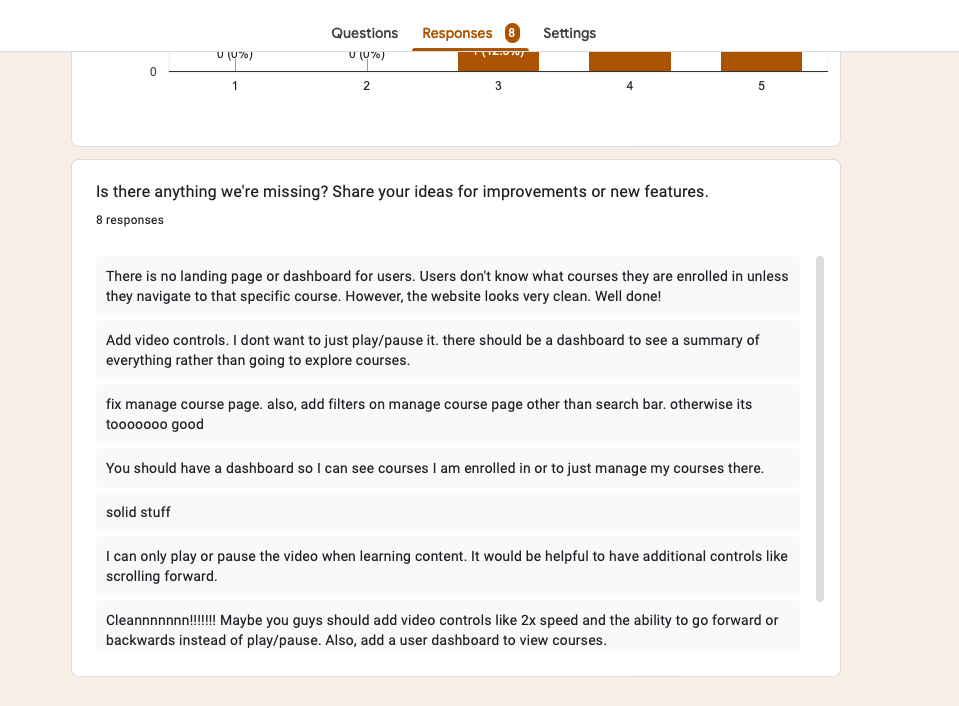 Questions
Responses 8
Settings
0 (0%)
0 (0%)
1 (12.5%)
0
1
2
3
4
5
Is there anything we're missing? Share your ideas for improvements or new features.
8 responses
There is no landing page or dashboard for users. Users don't know what courses they are enrolled in unless
they navigate to that specific course. However, the website looks very clean. Well done!
Add video controls. I dont want to just play/pause it. there should be a dashboard to see a summary of
everything rather than going to explore courses.
fix manage course page. also, add filters on manage course page other than search bar. otherwise its
tooooooo good
You should have a dashboard so I can see courses I am enrolled in or to just manage my courses there.
solid stuff
I can only play or pause the video when learning content. It would be helpful to have additional controls like
scrolling forward.
Cleannnnnnn!!!!!!! Maybe you guys should add video controls like 2x speed and the ability to go forward or
backwards instead of play/pause. Also, add a user dashboard to view courses.